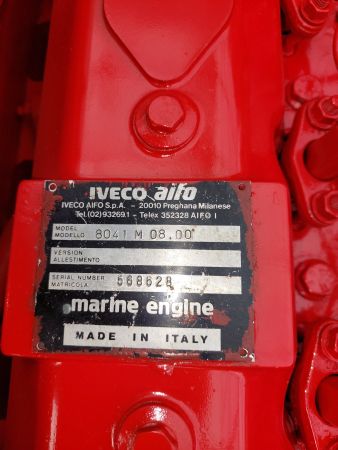 IVECO aifo
IVECO AIFO S.p.A. - 20010 Pregnana Milanese
Tel.(02)93269.1 - Telex 352328 AIFO I
MODEL
MODELLO 8041 M 08.00
VERSION
ALLESTIMENTO
SERIAL NUMBER
MATRICOLA 568628
marine engine
MADE IN ITALY